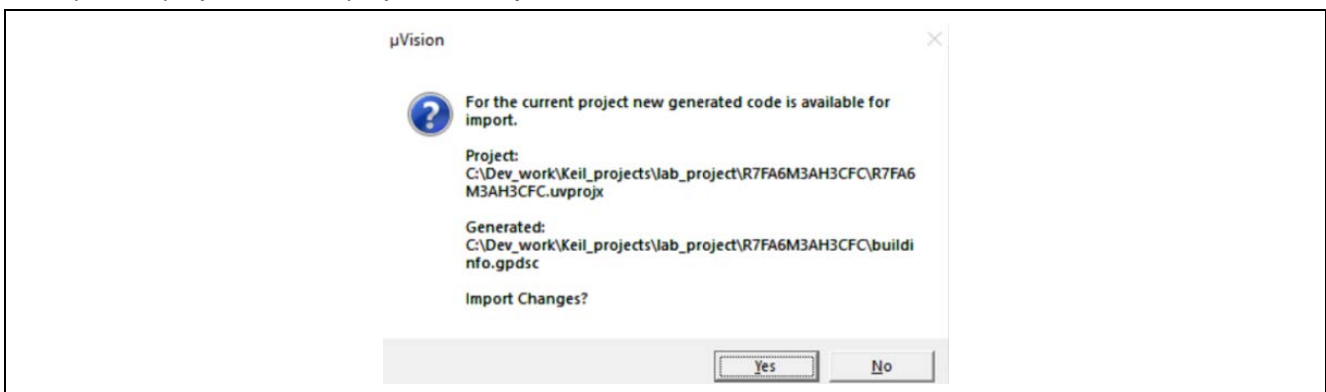 µVision
For the current project new generated code is available for
import.
Project:
C:\Dev_work\Keil_projects\lab_project\R7FA6M3AH3CFC\R7FA6
M3AH3CFC.uvprojx
Generated:
C:\Dev_work\Keil_projects\lab_project\R7FA6M3AH3CFC\buildi
nfo.gpdsc
Import Changes?
Yes
No